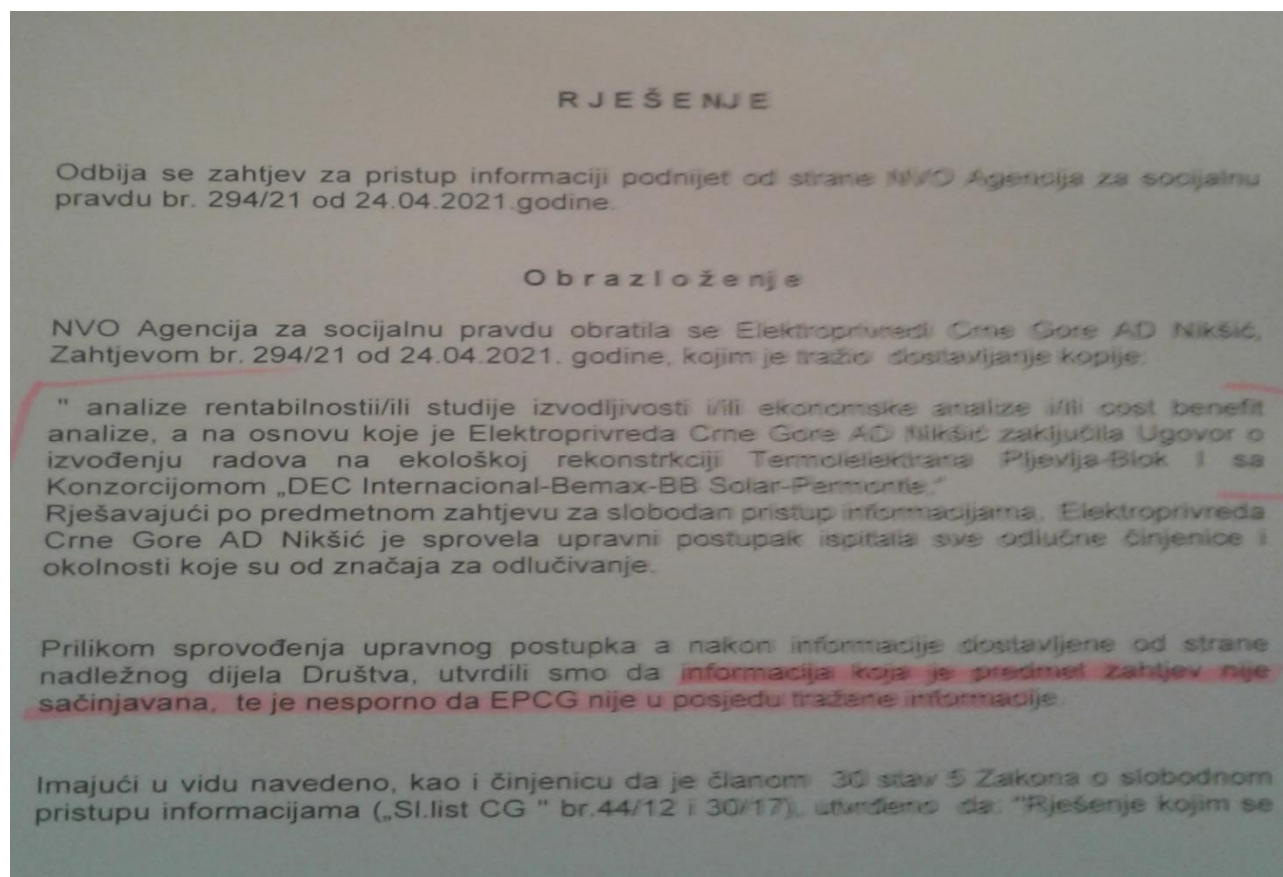 RJEŠENJE
Odbija se zahtjev za pristup informaciji podnijet od strane NVO Agencija za socijalnu
pravdu br. 294/21 od 24.04.2021.godine.
Obrazloženje
NVO Agencija za socijalnu pravdu obratila se Elektroprivredi Crne Gore AD Nikšić,
Zahtjevom br. 294/21 od 24.04.2021. godine, kojim je tražio dostavljanje kopije:
" analize rentabilnostii/ili studije izvodljivosti i/ili ekonomske analize i/ili cost benefit
analize, a na osnovu koje je Elektroprivreda Crne Gore AD Nikšić zaključila Ugovor o
izvođenju radova na ekološkoj rekonstrkciji Pljevlja-Blok I sa
Konzorcijomom „DEC Internacional-Bemax-BB Solar-
Rješavajući po predmetnom zahtjevu za slobodan pristup informacijama, Elektroprivreda
Crne Gore AD Nikšić je sprovela upravni postupak ispitala sve odlučne činjenice i
okolnosti koje su od značaja za odlučivanje.
Prilikom sprovođenja upravnog postupka a nakon informacije dostavljene od strane
nadležnog dijela Društva, utvrdili smo da informacija koja je predmet zahtjev nije
sačinjavana, te je nesporno da EPCG nije u posjedu tražene informacije.
Imajući u vidu navedeno, kao i činjenicu da je članom 30 stav 5 Zakona o slobodnom
pristupu informacijama („Sl.list CG " br.44/12 i 30/17), utvrđeno da: "Rješenje kojim se